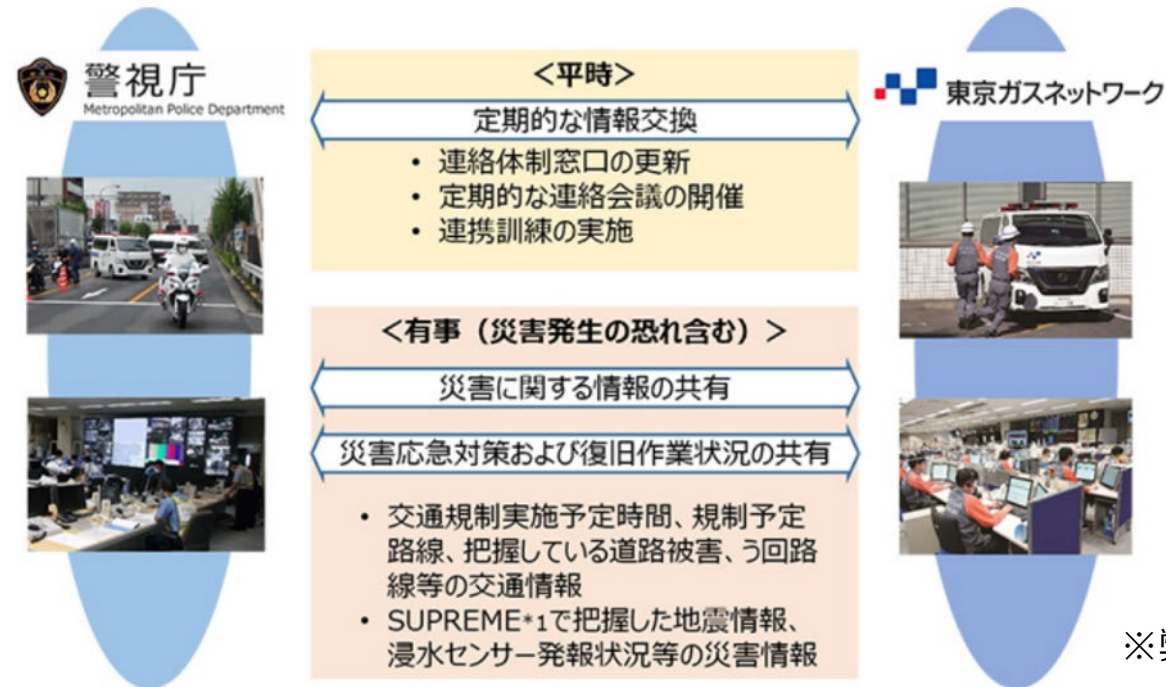 警視庁
Metropolitan Police Department
<平時>
定期的な情報交換
• 連絡体制窓口の更新
• 定期的な連絡会議の開催
• 連携訓練の実施
<有事（災害発生の恐れ含む）>
災害に関する情報の共有
災害応急対策および復旧作業状況の共有
• 交通規制実施予定時間、規制予定
路線、把握している道路被害、う回路
線等の交通情報
• SUPREME*1で把握した地震情報、
浸水センサー発報状況等の災害情報
東京ガスネットワーク
※